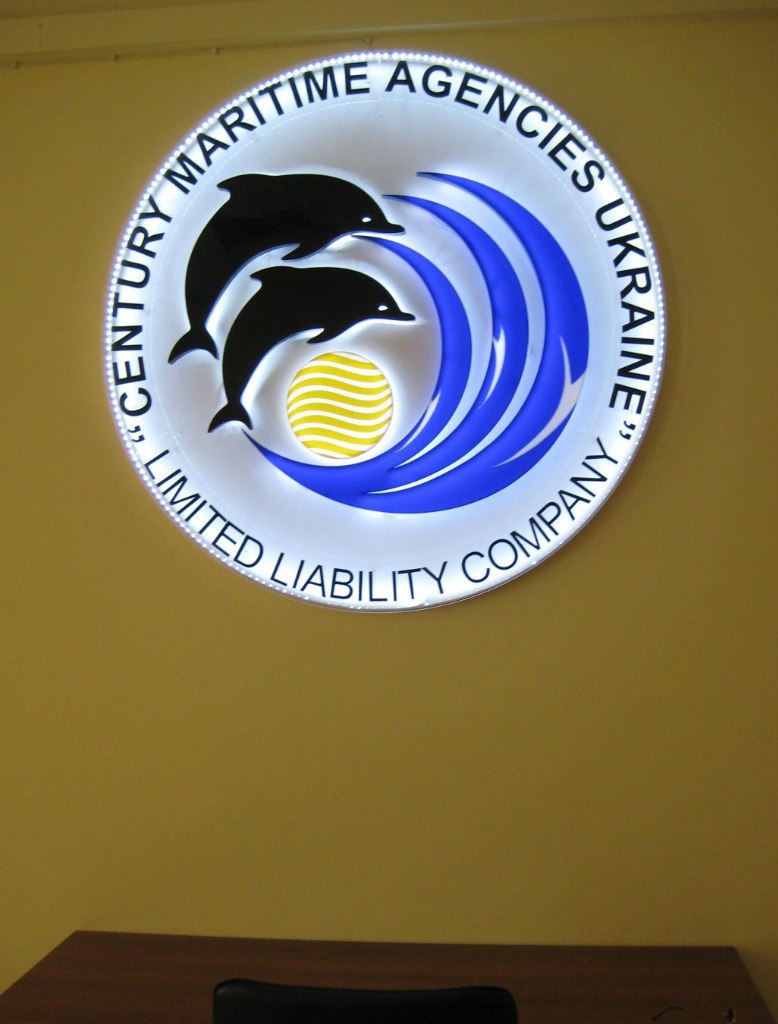 „CENTURY MARITIME AGENCIES UKRAINE“
LIMITED LIABILITY COMPANY